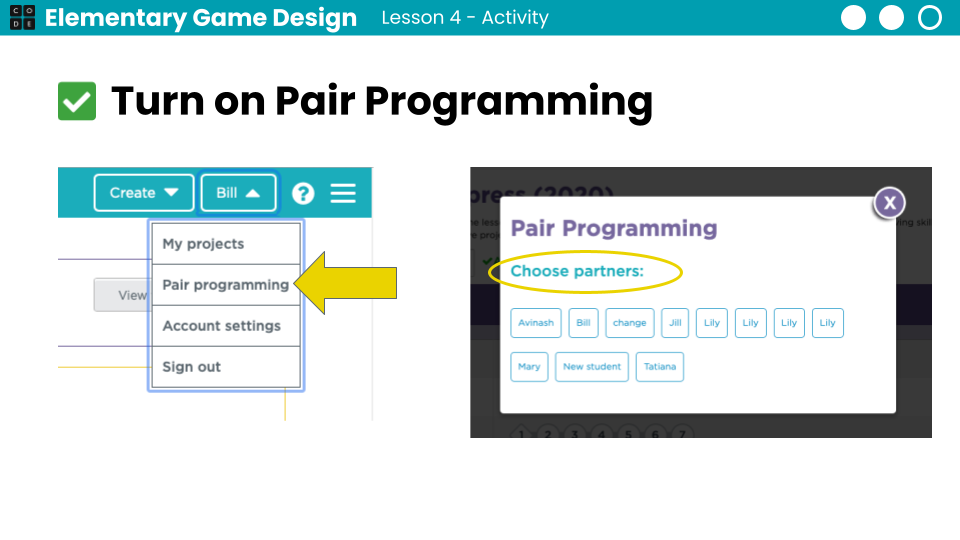 CODE
Elementary Game Design Lesson 4 - Activity
Turn on Pair Programming
Create Bill ?
My projects
Pair programming
View
Account settings
Sign out
press (2020)
X
Pair Programming
Choose partners:
Avinash Bill change Jill Lily Lily Lily Lily
Mary New student Tatiana
1 2 3 4 5 6 7